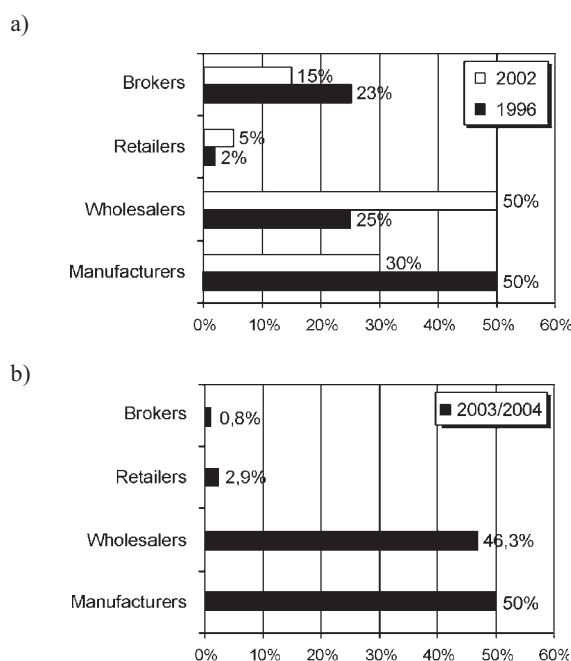 a)
Brokers 15% 23%
Retailers 5% 2%
Wholesalers 50% 25%
Manufacturers 30% 50%
0% 10% 20% 30% 40% 50% 60%
2002
1996
b)
Brokers 0,8%
Retailers 2,9%
Wholesalers 46,3%
Manufacturers 50%
0% 10% 20% 30% 40% 50% 60%
2003/2004